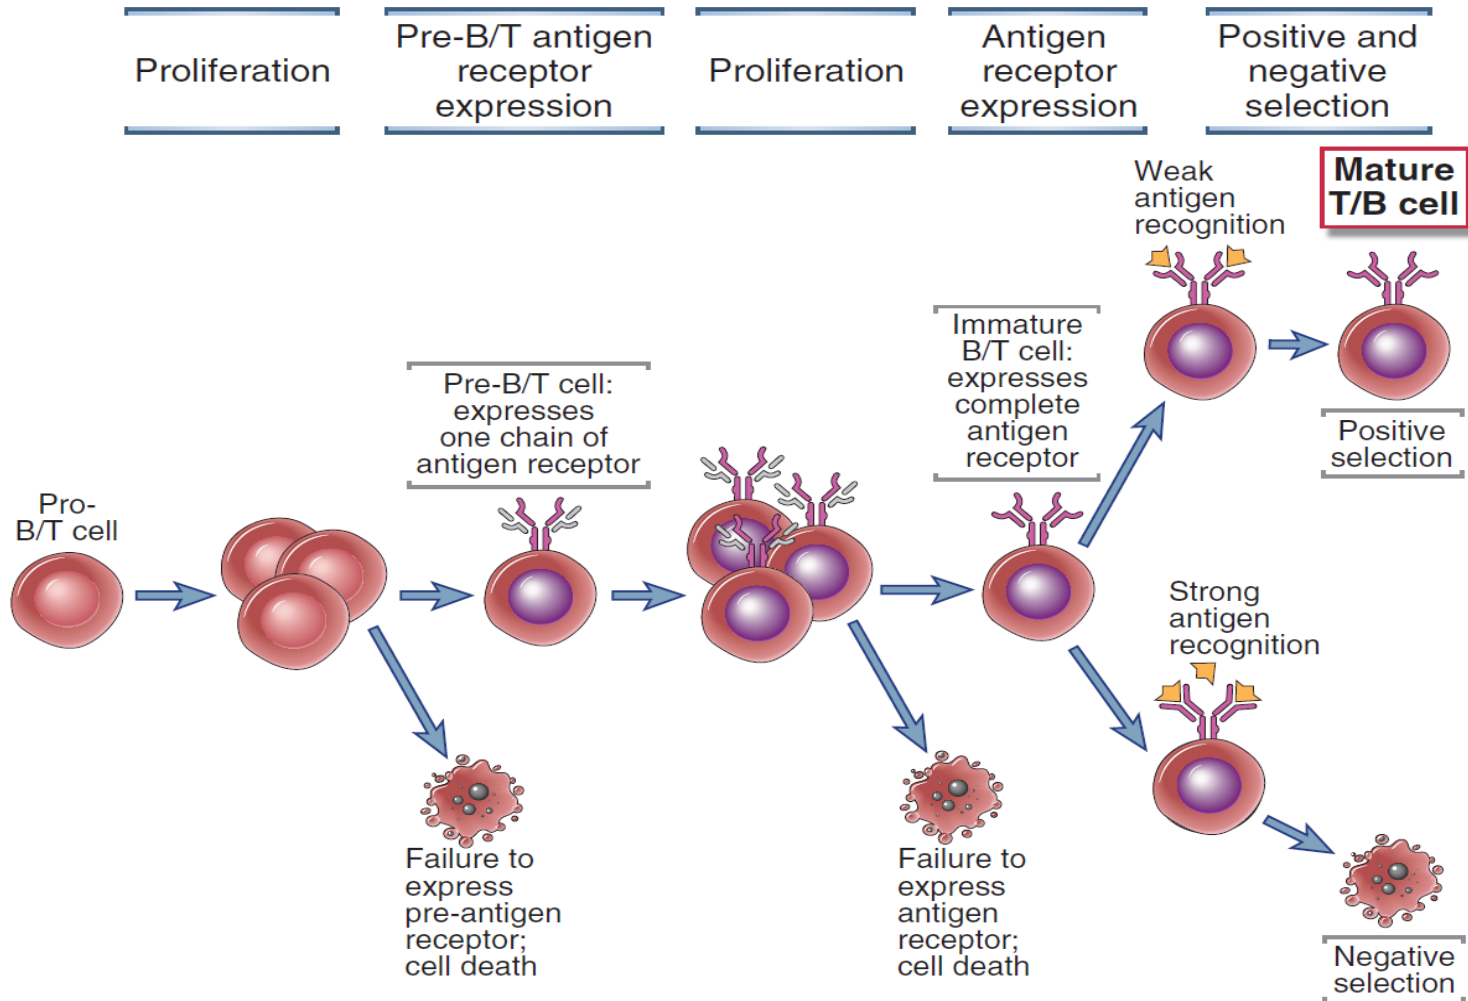 Proliferation
Pre-B/T antigen
receptor
expression
Proliferation
Antigen
receptor
expression
Positive and
negative
selection
Weak
antigen
recognition
Mature
T/B cell
Immature
B/T cell:
expresses
complete
antigen
receptor
Pre-B/T cell:
expresses
one chain of
antigen receptor
Positive
selection
Pro-
B/T cell
Strong
antigen
recognition
Failure to
express
pre-antigen
receptor;
cell death
Failure to
express
antigen
receptor;
cell death
Negative
selection